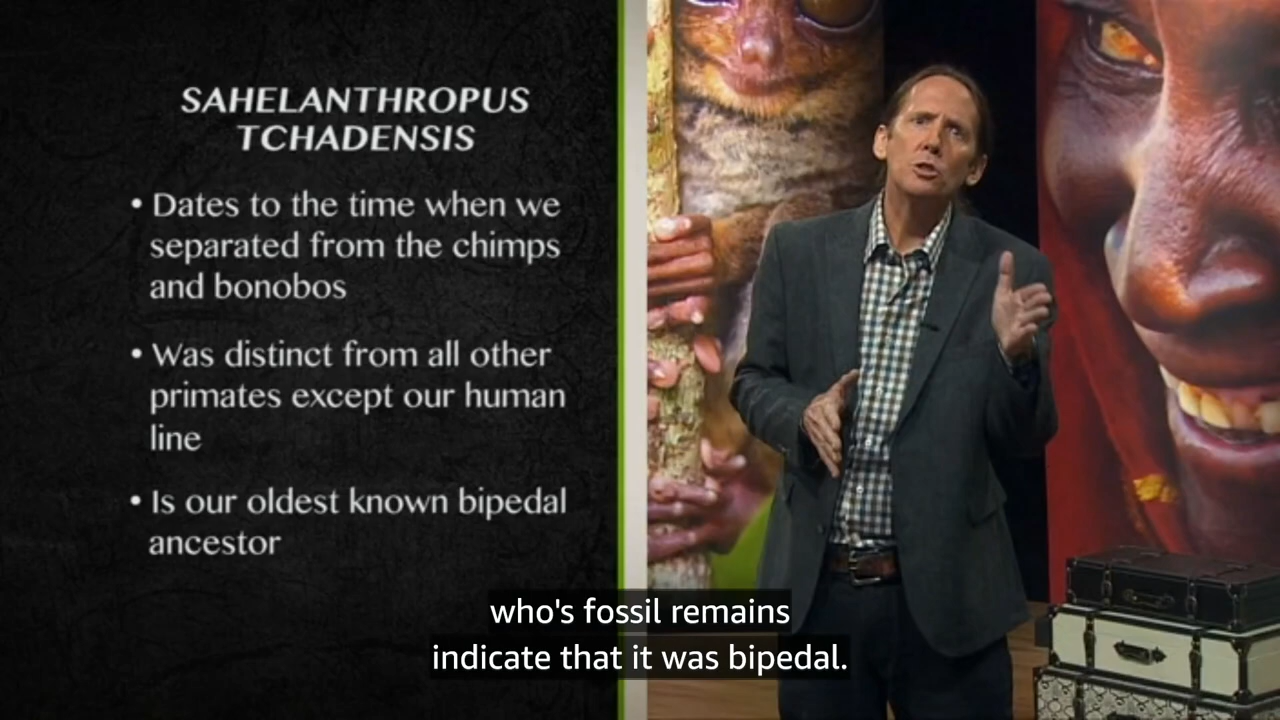 SAHELANTHROPUS
TCHADENSIS
• Dates to the time when we
separated from the chimps
and bonobos
• Was distinct from all other
primates except our human
line
• Is our oldest known bipedal
ancestor
who's fossil remains
indicate that it was bipedal.